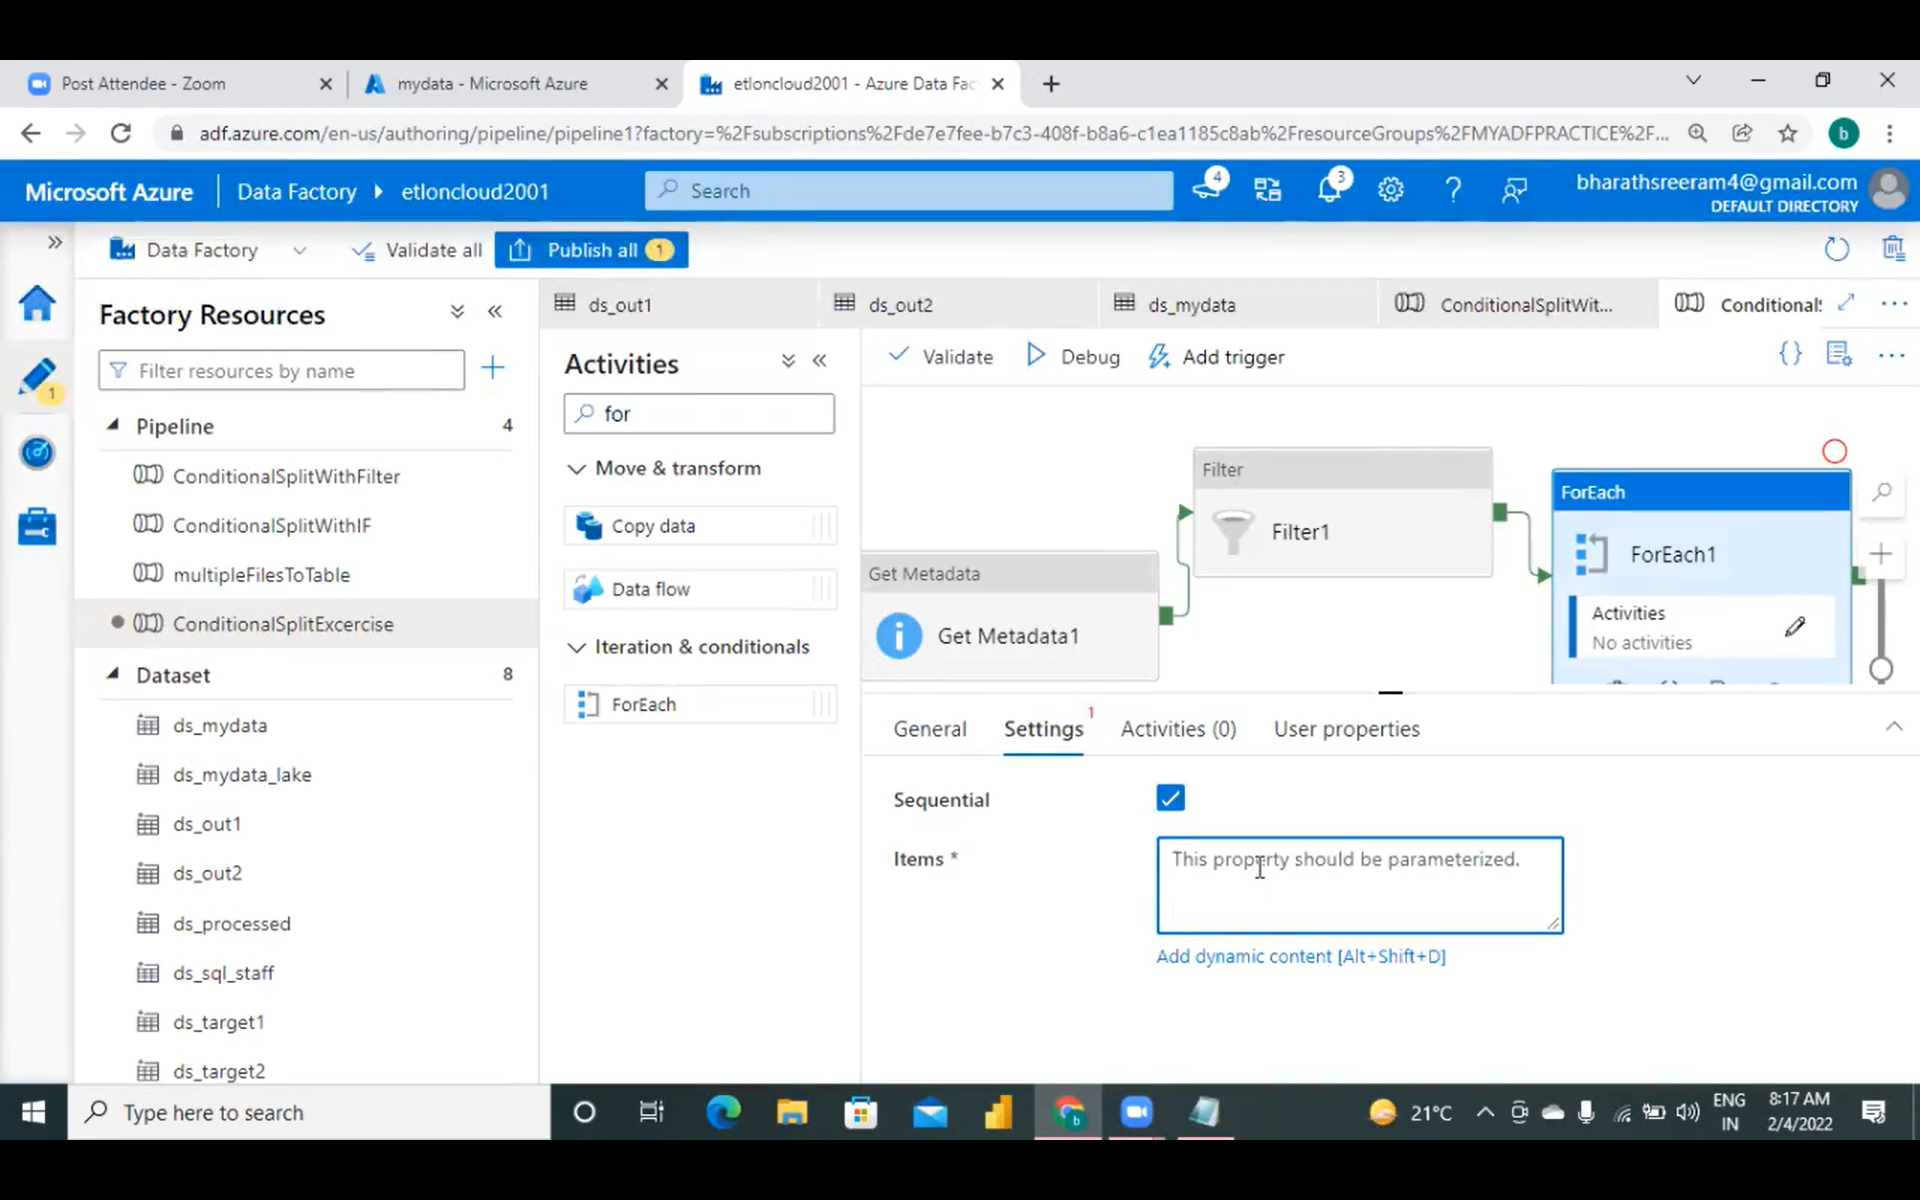 Post Attendee - Zoom
mydata - Microsoft Azure
etloncloud2001 - Azure Data Fac
adf.azure.com/en-us/authoring/pipeline/pipeline1?factory=%2Fsubscriptions%2Fde7e7fee-b7c3-408f-b8a6-c1ea1185c8ab%2FresourceGroups%2FMYADFPRACTICE%2F...
b
Microsoft Azure
Data Factory
etloncloud2001
Search
4
3
?
bharathsreeram4@gmail.com
DEFAULT DIRECTORY
Data Factory
Validate all
Publish all
1
Factory Resources
Filter resources by name
1
Pipeline
4
ConditionalSplitWithFilter
ConditionalSplitWithIF
multipleFilesToTable
ConditionalSplitExcercise
Dataset
8
ds_mydata
ds_mydata_lake
ds_out1
ds_out2
ds_processed
ds_sql_staff
ds_target1
ds_target2
ds_out1
ds_out2
ds_mydata
ConditionalSplitWit...
Conditional
Activities
for
Move & transform
Copy data
Data flow
Iteration & conditionals
ForEach
Validate
Debug
Add trigger
{}
Get Metadata
Get Metadata1
Filter
Filter1
ForEach
ForEach1
Activities
No activities
General
Settings
1
Activities (0)
User properties
Sequential
Items *
This property should be parameterized.
Add dynamic content [Alt+Shift+D]
Type here to search
b
21°C
ENG
IN
8:17 AM
2/4/2022